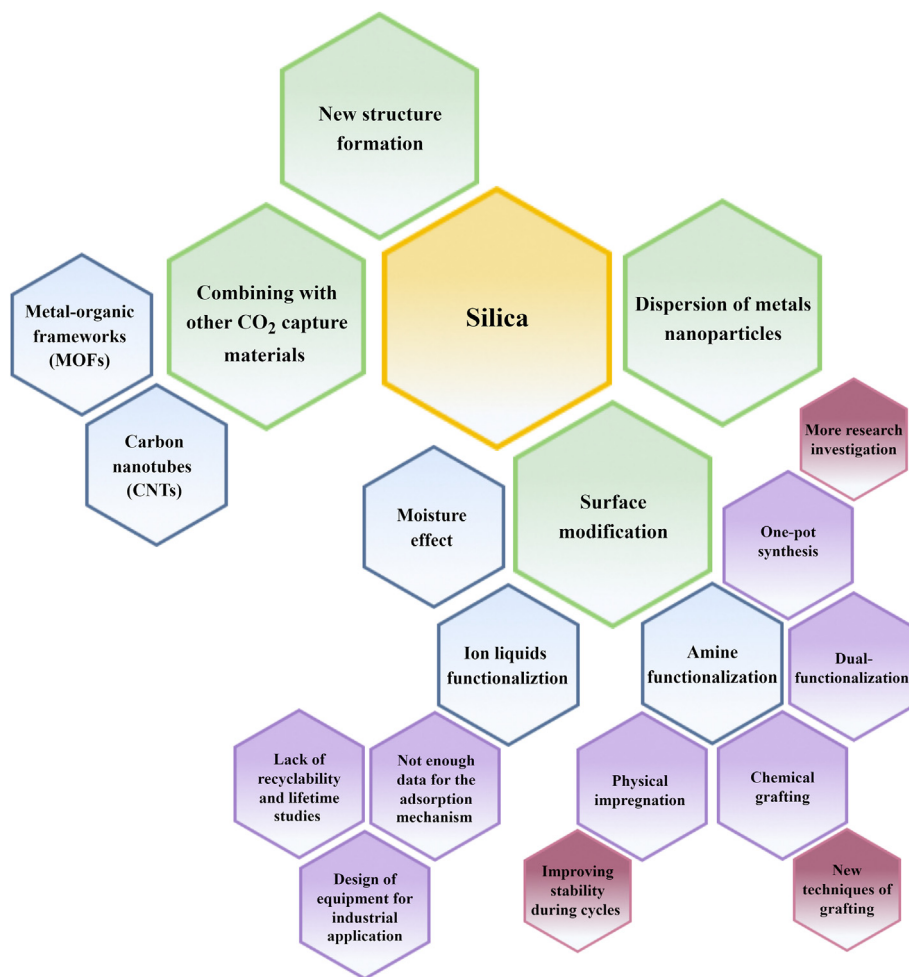 New structure
formation
Silica
Combining with
other CO₂ capture
materials
Dispersion of metals
nanoparticles
Metal-organic
frameworks
(MOFs)
Carbon
nanotubes
(CNTs)
More research
investigation
Moisture
effect
Surface
modification
One-pot
synthesis
Ion liquids
functionaliztion
Amine
functionalization
Dual-
functionalization
Lack of
recyclability
and lifetime
studies
Not enough
data for the
adsorption
mechanism
Physical
impregnation
Chemical
grafting
Design of
equipment for
industrial
application
Improving
stability
during cycles
New
techniques of
grafting